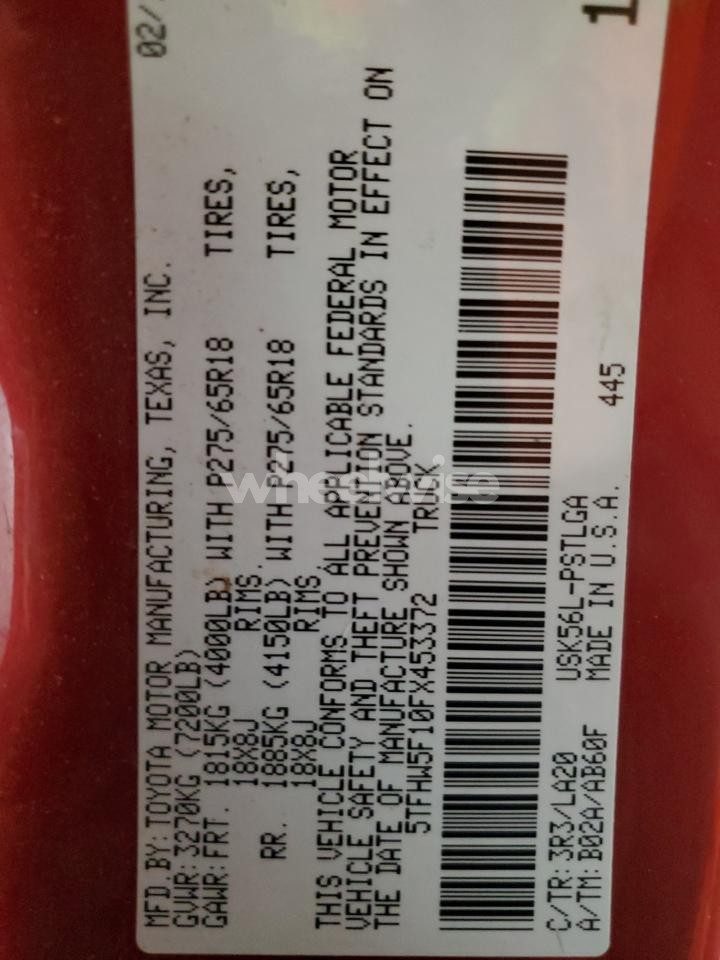 MFD.BY: TOYOTA MOTOR MANUFACTURING, TEXAS, INC. 02/
GVWR: 3270KG (7200LB)
GAWR: FRT. 1815KG (4000LB) WITH P275/65R18 TIRES,
18X8J RIMS.
RR. 1885KG (4150LB) WITH P275/65R18 TIRES,
18X8J RIMS,
THIS VEHICLE CONFORMS TO ALL APPLICABLE FEDERAL MOTOR
VEHICLE SAFETY AND THEFT PREVENION STANDARDS IN EFFECT ON
THE DATE OF MANUFACTURE SHOWN ABOVE.
5TFHW5F10FX453372 TRUCK
C/TR: 3R3/LA20 USK56L-PSTLGA 445
A/TM: B02A/AB60F MADE IN U.S.A. 1
wheelwise